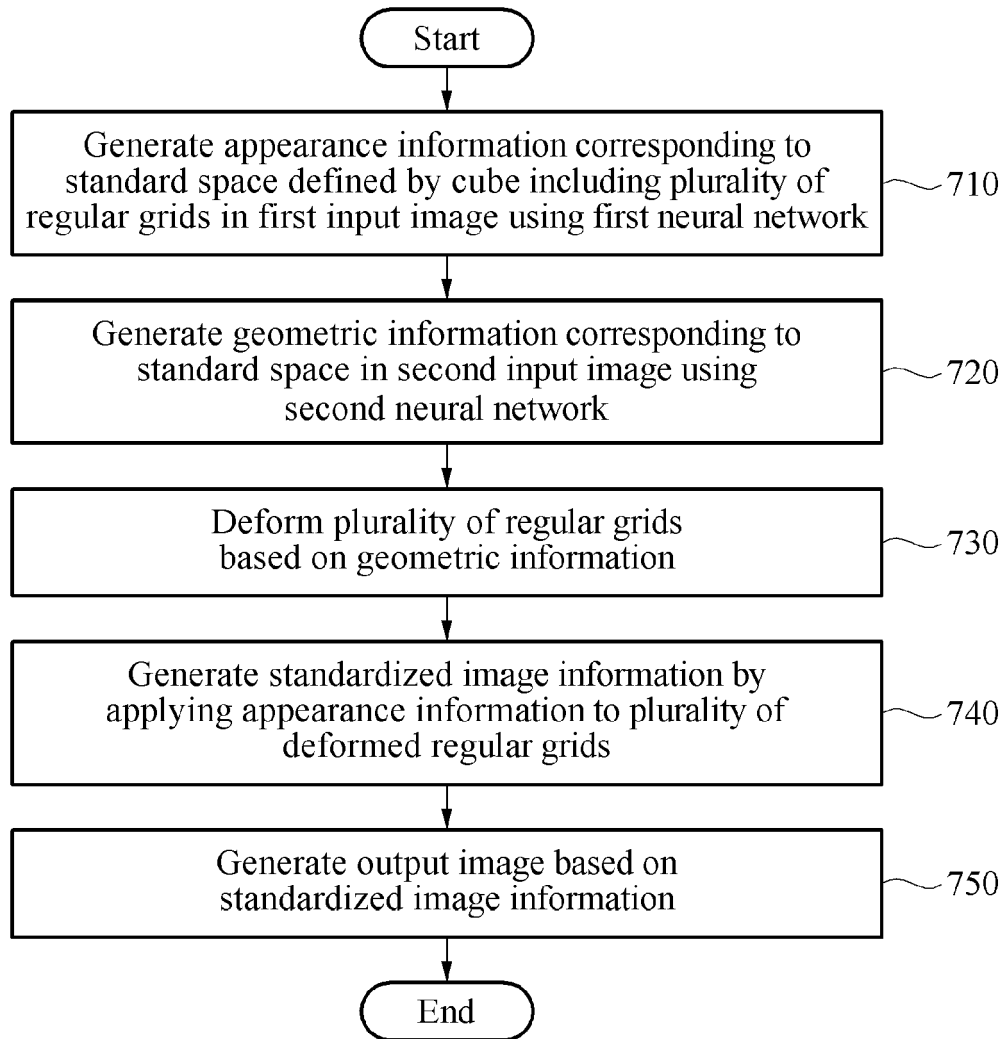 Start
Generate appearance information corresponding to
standard space defined by cube including plurality of
regular grids in first input image using first neural network
710
Generate geometric information corresponding to
standard space in second input image using
second neural network
720
Deform plurality of regular grids
based on geometric information
730
Generate standardized image information by
applying appearance information to plurality of
deformed regular grids
740
Generate output image based on
standardized image information
750
End